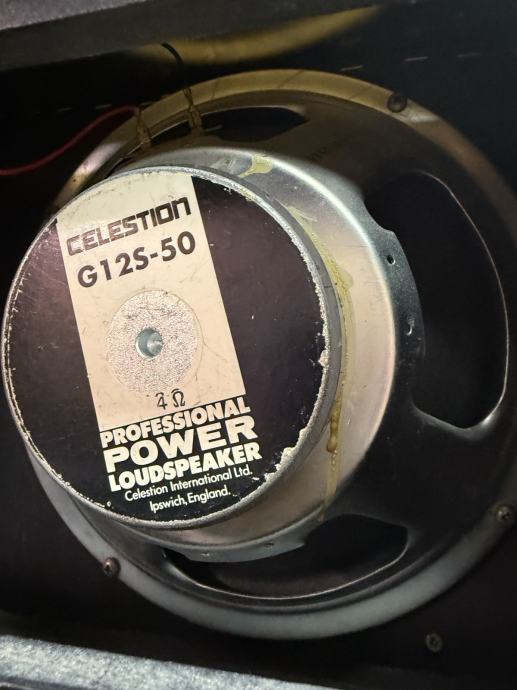 CELESTION
G12S-50
4 Ω
PROFESSIONAL
POWER
LOUDSPEAKER
Celestion International Ltd.
Ipswich, England.